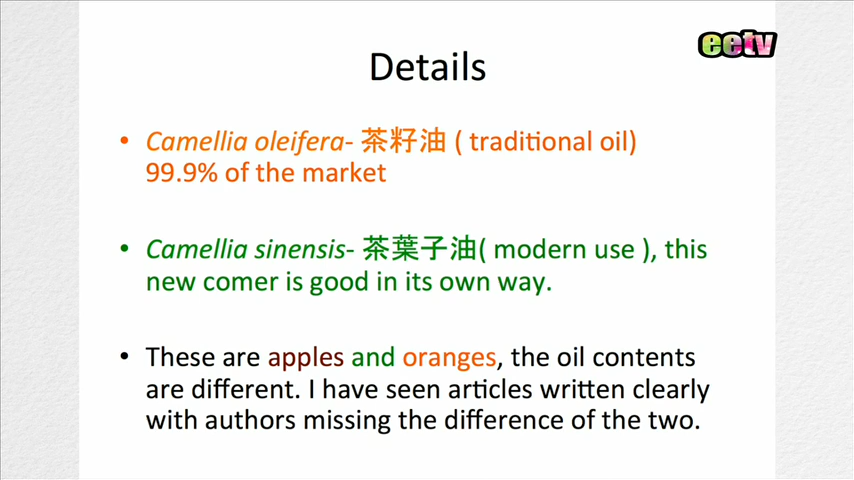 eetv
Details
• Camellia oleifera- 茶籽油 ( traditional oil)
99.9% of the market
• Camellia sinensis- 茶葉子油( modern use ), this
new comer is good in its own way.
• These are apples and oranges, the oil contents
are different. I have seen articles written clearly
with authors missing the difference of the two.